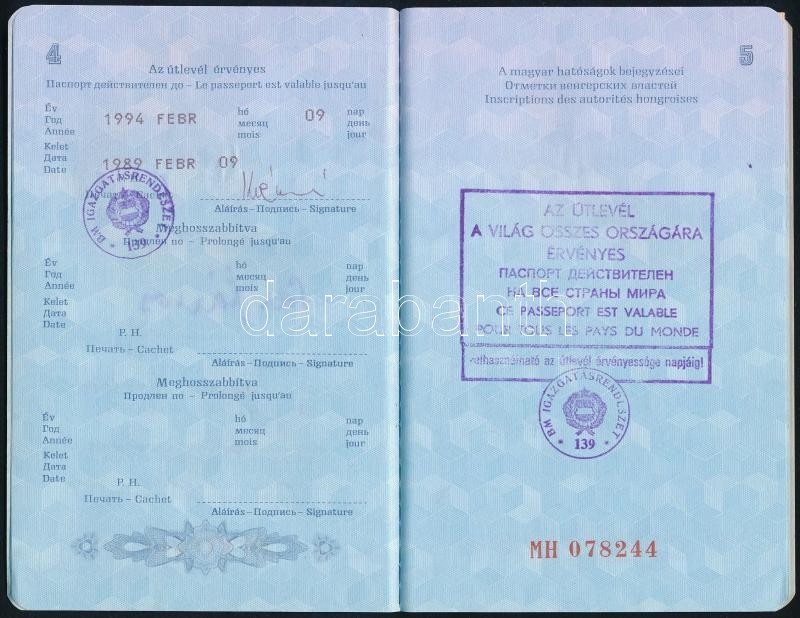 4
Az útlevél érvényes
Паспорт действителен до – Le passeport est valable jusqu'au
Év
Год
Année
1994 FEBR
hó
месяц
mois
09
nap
день
jour
Kelet
Дата
Date
1989 FEBR 09
Печать – Cachet
Aláírás – Подпись – Signature
BM IGAZGATÁSRENDÉSZET
* 139 *
Meghosszabbítva
Продлен по – Prolongé jusqu'au
Év
Год
Année
hó
месяц
mois
nap
день
jour
Kelet
Дата
Date
P. H.
Печать – Cachet
Aláírás – Подпись – Signature
Meghosszabbítva
Продлен по – Prolongé jusqu'au
Év
Год
Année
hó
месяц
mois
nap
день
jour
Kelet
Дата
Date
P. H.
Печать – Cachet
Aláírás – Подпись – Signature
5
A magyar hatóságok bejegyzései
Отметки венгерских властей
Inscriptions des autorités hongroises
AZ ÚTLEVÉL
A VILÁG ÖSSZES ORSZÁGÁRA
ÉRVÉNYES
ПАСПОРТ ДЕЙСТВИТЕЛЕН
НА ВСЕ СТРАНЫ МИРА
CE PASSEPORT EST VALABLE
POUR TOUS LES PAYS DU MONDE
Felhasználható az útlevél érvényessége napjáig!
BM IGAZGATÁSRENDÉSZET
* 139 *
MH 078244
darabanth